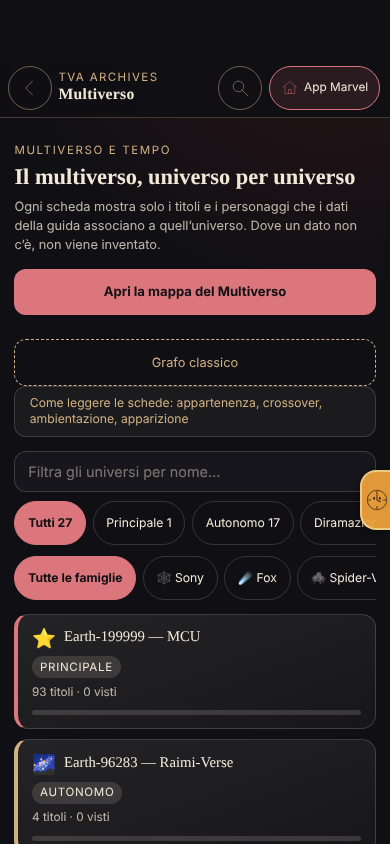 TVA ARCHIVES
Multiverso
App Marvel
MULTIVERSO E TEMPO
Il multiverso, universo per universo
Ogni scheda mostra solo i titoli e i personaggi che i dati
della guida associano a quell’universo. Dove un dato non
c’è, non viene inventato.
Apri la mappa del Multiverso
Grafo classico
Come leggere le schede: appartenenza, crossover,
ambientazione, apparizione
Filtra gli universi per nome…
Tutti 27
Principale 1
Autonomo 17
Tutte le famiglie
Sony
Fox
Earth-199999 — MCU
PRINCIPALE
93 titoli · 0 visti
Earth-96283 — Raimi-Verse
AUTONOMO
4 titoli · 0 visti